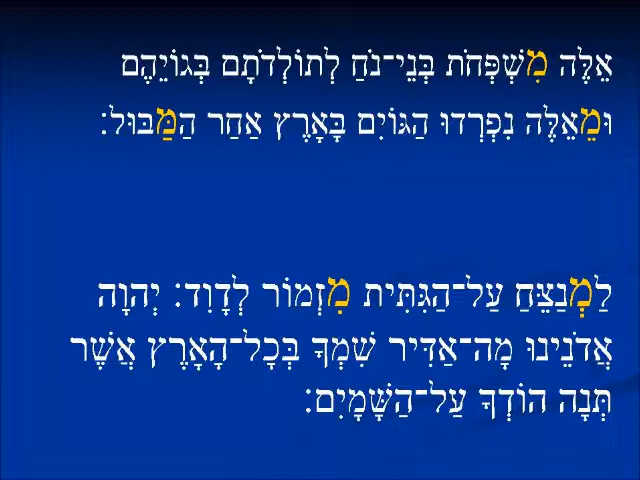 אֵלֶּה מִשְׁפְּחֹת בְּנֵי־נֹחַ לְתוֹלְדֹתָם בְּגוֹיֵהֶם
וּמֵאֵלֶּה נִפְרְדוּ הַגּוֹיִם בָּאָרֶץ אַחַר הַמַּבּוּל׃
לַמְנַצֵּחַ עַל־הַגִּתִּית מִזְמוֹר לְדָוִד׃ יְהוָה
אֲדֹנֵינוּ מָה־אַדִּיר שִׁמְךָ בְּכָל־הָאָרֶץ אֲשֶׁר
תְּנָה הוֹדְךָ עַל־הַשָּׁמָיִם׃